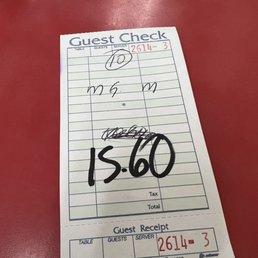 Guest Check
TABLE GUESTS SERVER 2614-3
10
15.60
Tax
Total
Guest Receipt
TABLE GUESTS SERVER 2614-3